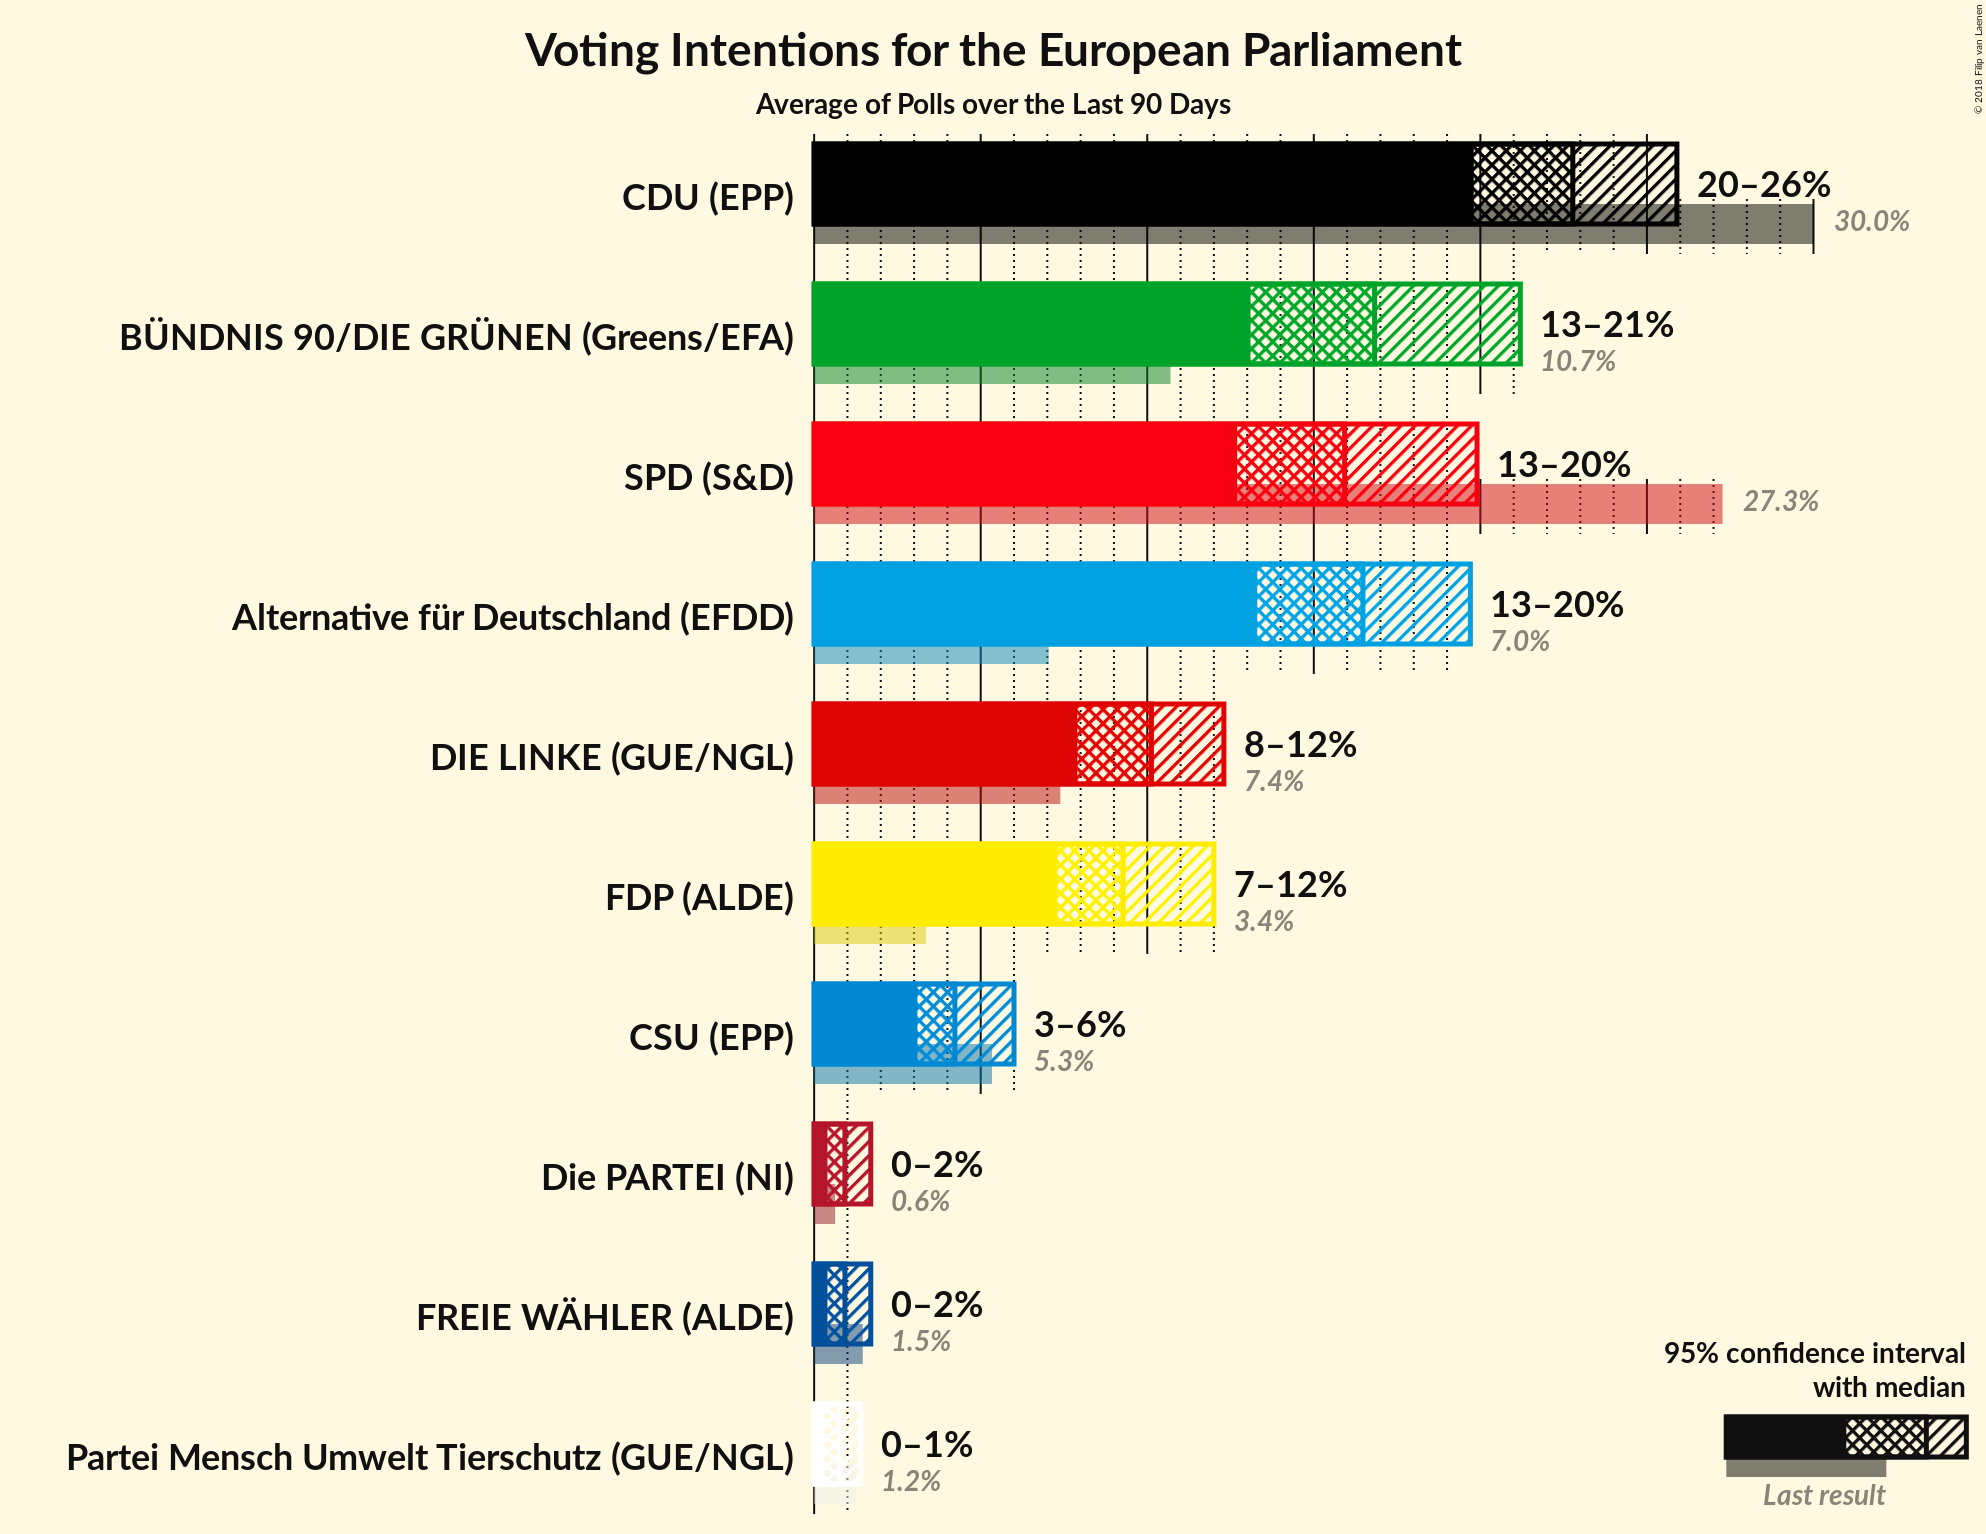 Voting Intentions for the European Parliament
Average of Polls over the Last 90 Days
© 2018 Filip van Laenen
CDU (EPP)
20–26%
30.0%
BÜNDNIS 90/DIE GRÜNEN (Greens/EFA)
13–21%
10.7%
SPD (S&D)
13–20%
27.3%
Alternative für Deutschland (EFDD)
13–20%
7.0%
DIE LINKE (GUE/NGL)
8–12%
7.4%
FDP (ALDE)
7–12%
3.4%
CSU (EPP)
3–6%
5.3%
Die PARTEI (NI)
0–2%
0.6%
FREIE WÄHLER (ALDE)
0–2%
1.5%
Partei Mensch Umwelt Tierschutz (GUE/NGL)
0–1%
1.2%
95% confidence interval
with median
Last result